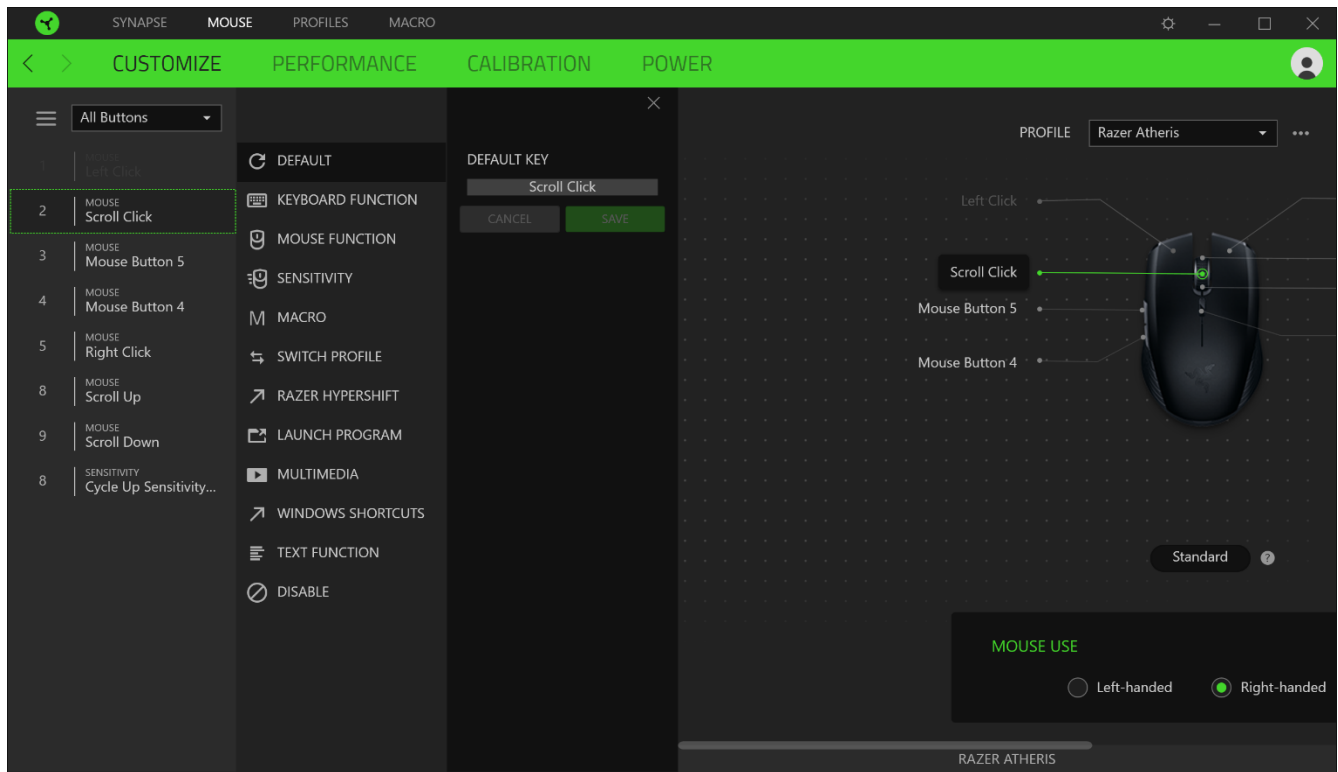 SYNAPSE MOUSE PROFILES MACRO
CUSTOMIZE PERFORMANCE CALIBRATION POWER
All Buttons
1 MOUSE
Left Click
2 MOUSE
Scroll Click
3 MOUSE
Mouse Button 5
4 MOUSE
Mouse Button 4
5 MOUSE
Right Click
8 MOUSE
Scroll Up
9 MOUSE
Scroll Down
8 SENSITIVITY
Cycle Up Sensitivity...
DEFAULT
KEYBOARD FUNCTION
MOUSE FUNCTION
SENSITIVITY
MACRO
SWITCH PROFILE
RAZER HYPERSHIFT
LAUNCH PROGRAM
MULTIMEDIA
WINDOWS SHORTCUTS
TEXT FUNCTION
DISABLE
DEFAULT KEY
Scroll Click
CANCEL SAVE
PROFILE Razer Atheris
Left Click
Scroll Click
Mouse Button 5
Mouse Button 4
Standard ?
MOUSE USE
Left-handed Right-handed
RAZER ATHERIS